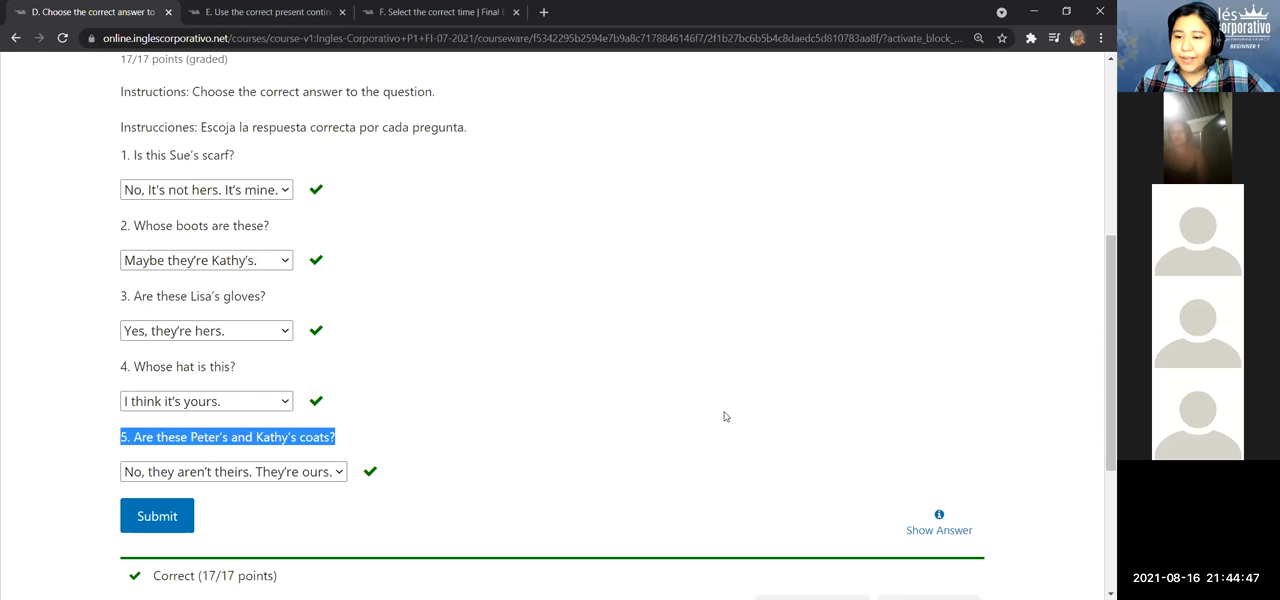 D. Choose the correct answer to
E. Use the correct present contin
F. Select the correct time | Final
online.inglescorporativo.net/courses/course-v1:Ingles-Corporativo+P1+FI-07-2021/courseware/f5342295b2594e7b9a8c7178846146f7/2f1b27bc6b5b4c8daedc5d810783aa8f/?activate_block_...
17/17 points (graded)
Instructions: Choose the correct answer to the question.
Instrucciones: Escoja la respuesta correcta por cada pregunta.
1. Is this Sue's scarf?
No, It's not hers. It's mine.
2. Whose boots are these?
Maybe they're Kathy's.
3. Are these Lisa's gloves?
Yes, they're hers.
4. Whose hat is this?
I think it's yours.
5. Are these Peter's and Kathy's coats?
No, they aren't theirs. They're ours.
Submit
Show Answer
Correct (17/17 points)
lés
orporativo
BEGINNER 1
2021-08-16 21:44:47